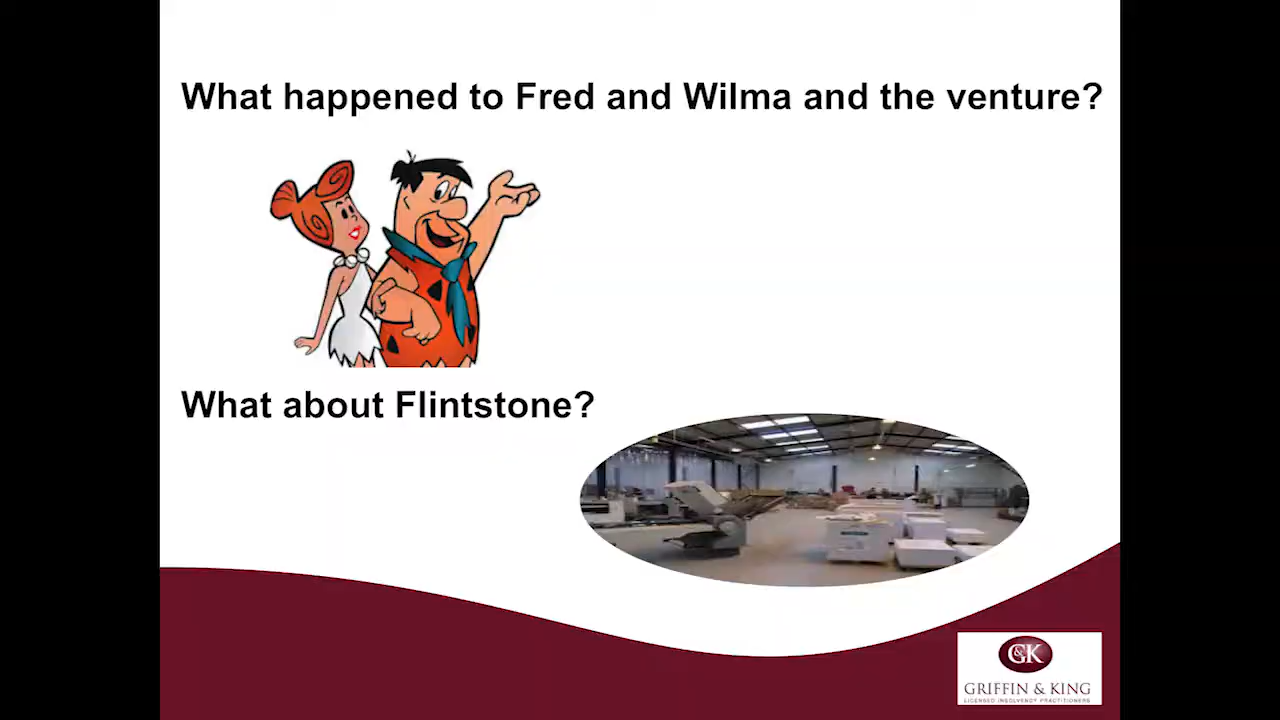 What happened to Fred and Wilma and the venture?
What about Flintstone?
G&K
GRIFFIN & KING
LICENSED INSOLVENCY PRACTITIONERS